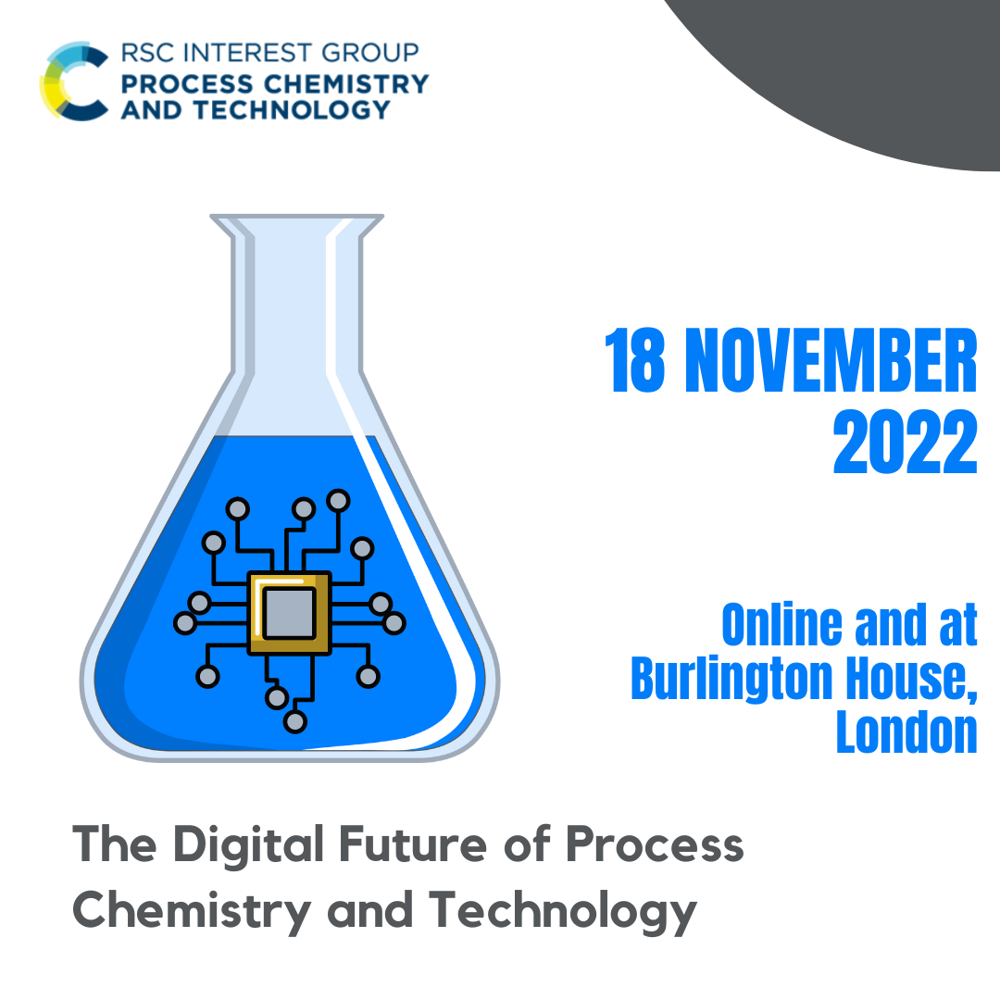 RSC INTEREST GROUP
PROCESS CHEMISTRY
AND TECHNOLOGY
18 NOVEMBER
2022
Online and at
Burlington House,
London
The Digital Future of Process
Chemistry and Technology